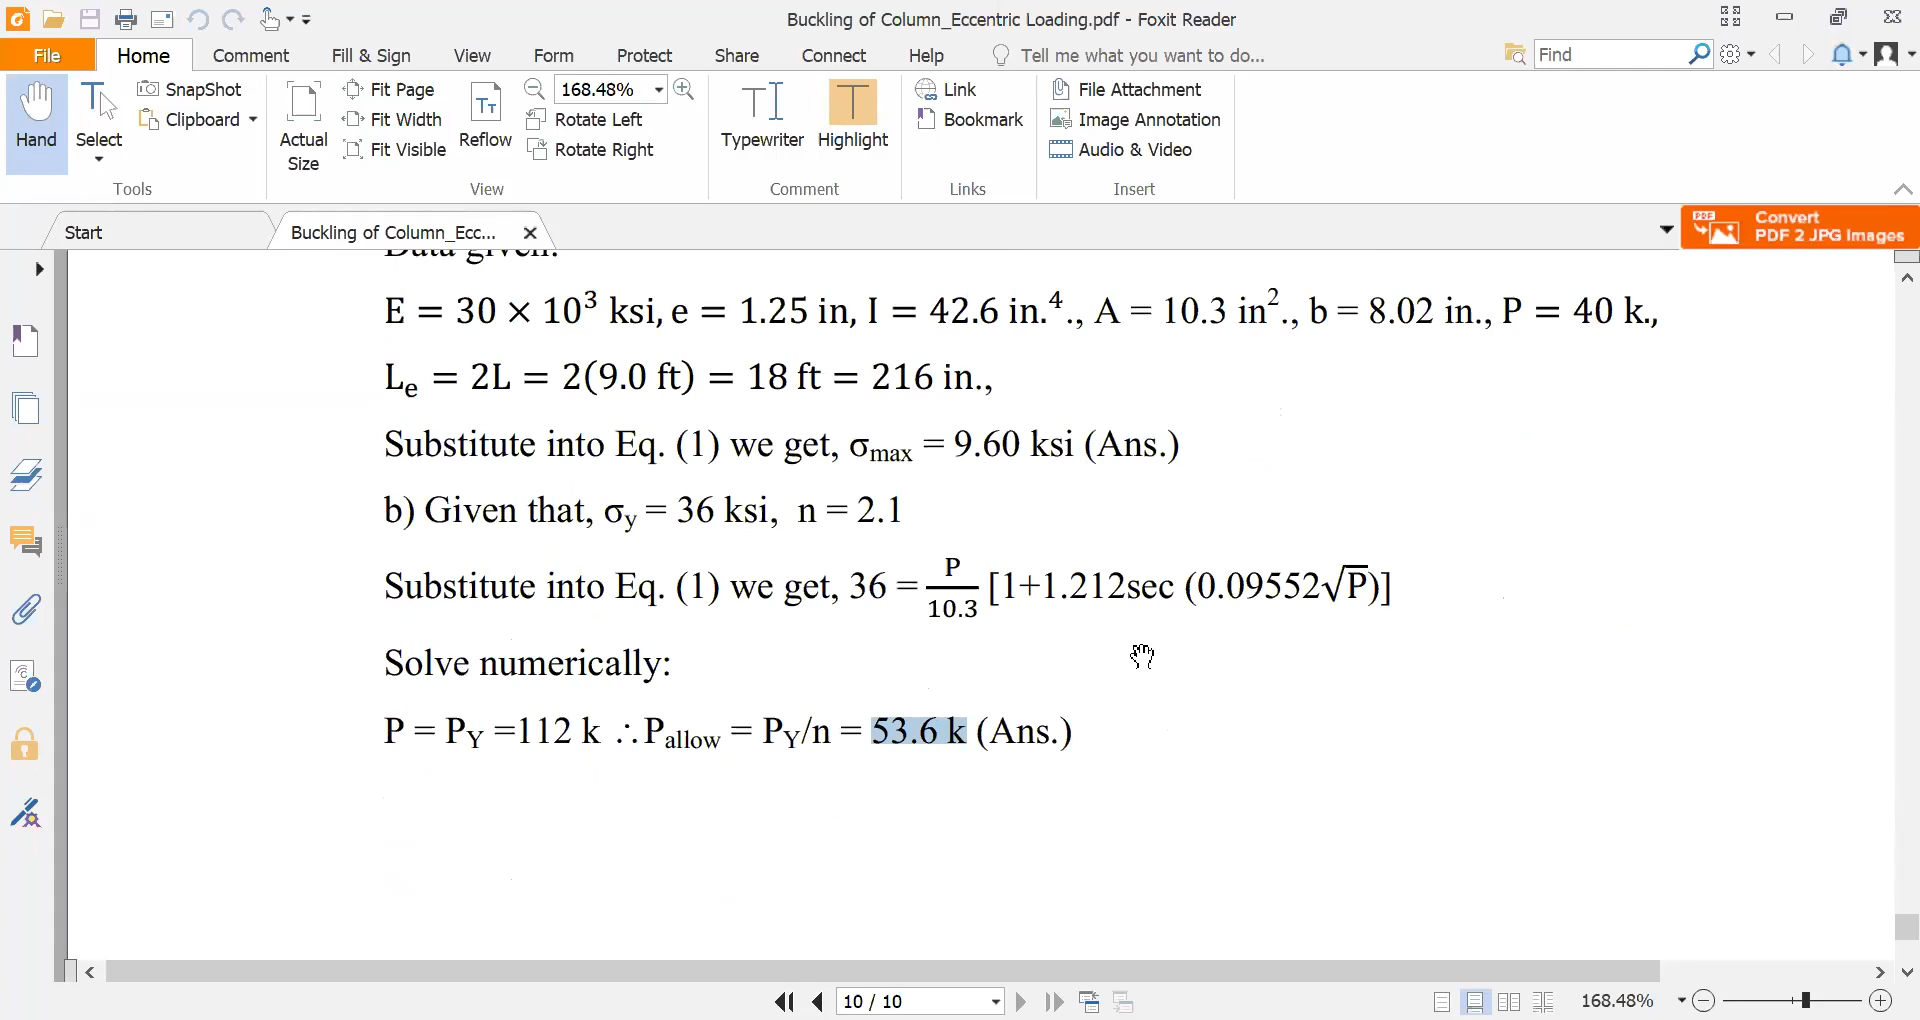 Buckling of Column_Eccentric Loading.pdf - Foxit Reader
File Home Comment Fill & Sign View Form Protect Share Connect Help Tell me what you want to do... Find
Hand
Select
SnapShot
Clipboard
Tools
Actual Size
Fit Page
Fit Width
Fit Visible
Reflow
168.48%
Rotate Left
Rotate Right
View
Typewriter
Highlight
Comment
Link
Bookmark
Links
File Attachment
Image Annotation
Audio & Video
Insert
Start
Buckling of Column_Ecc...
PDF
Convert
PDF 2 JPG Images
Data given:
E = 30 × 10³ ksi, e = 1.25 in, I = 42.6 in.⁴., A = 10.3 in²., b = 8.02 in., P = 40 k.,
Lₑ = 2L = 2(9.0 ft) = 18 ft = 216 in.,
Substitute into Eq. (1) we get, σmax = 9.60 ksi (Ans.)
b) Given that, σy = 36 ksi, n = 2.1
Substitute into Eq. (1) we get, 36 = P/10.3 [1+1.212sec (0.09552√P)]
Solve numerically:
P = PY =112 k ∴Pallow = PY/n = 53.6 k (Ans.)
10 / 10
168.48%